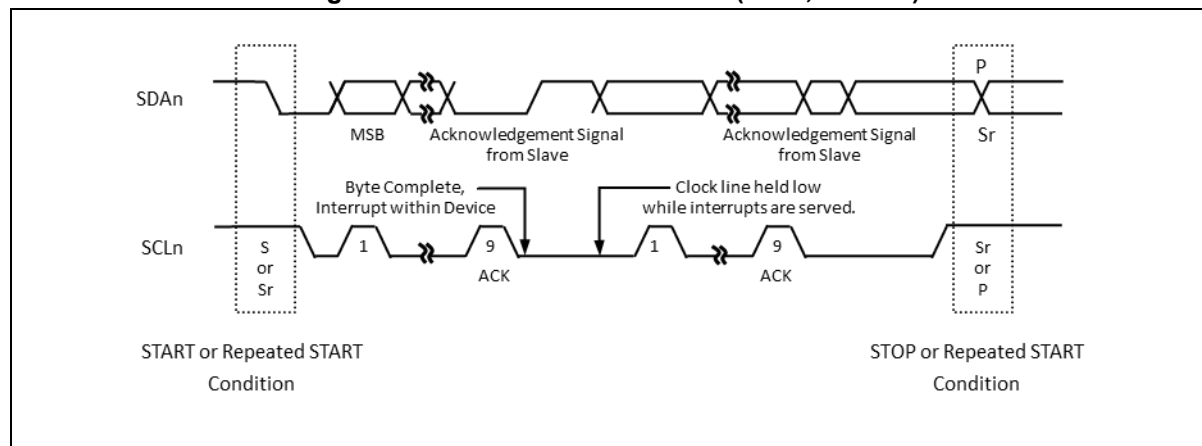 SDAn
P
MSB
Acknowledgement Signal
from Slave
Acknowledgement Signal
from Slave
Sr
Byte Complete,
Interrupt within Device
Clock line held low
while interrupts are served.
SCLn
S
or
Sr
1
9
ACK
1
9
ACK
Sr
or
P
START or Repeated START
Condition
STOP or Repeated START
Condition